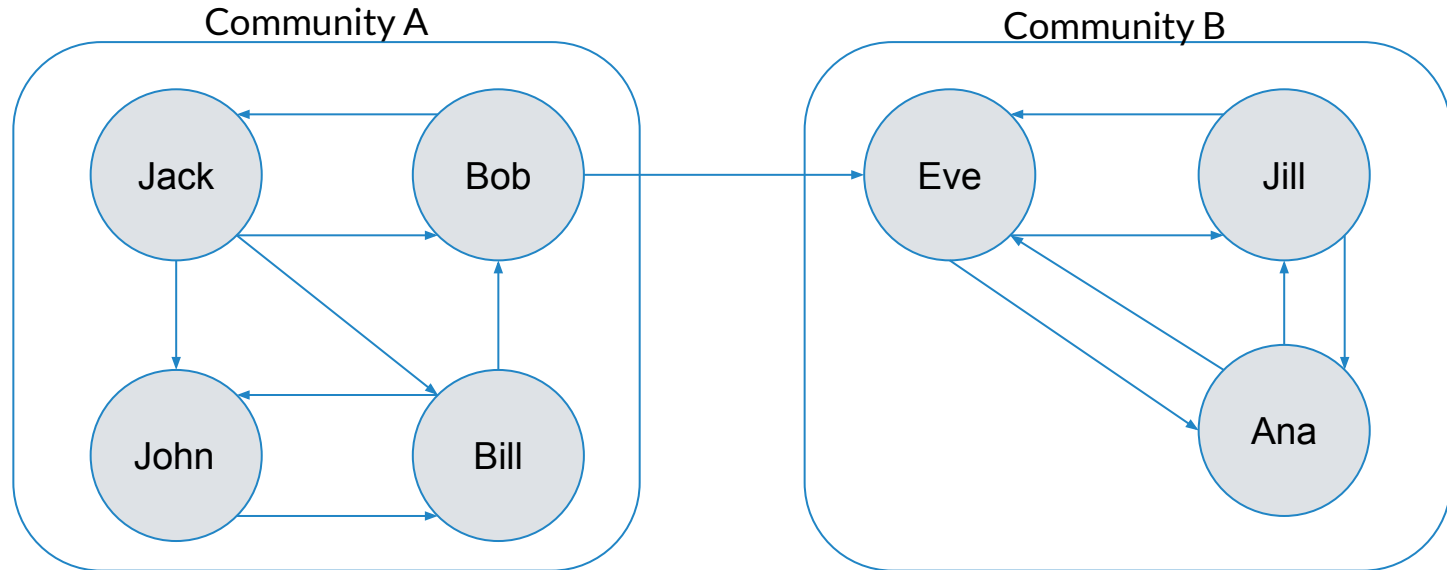 Community A
Community B
Jack
Bob
Eve
Jill
John
Bill
Ana